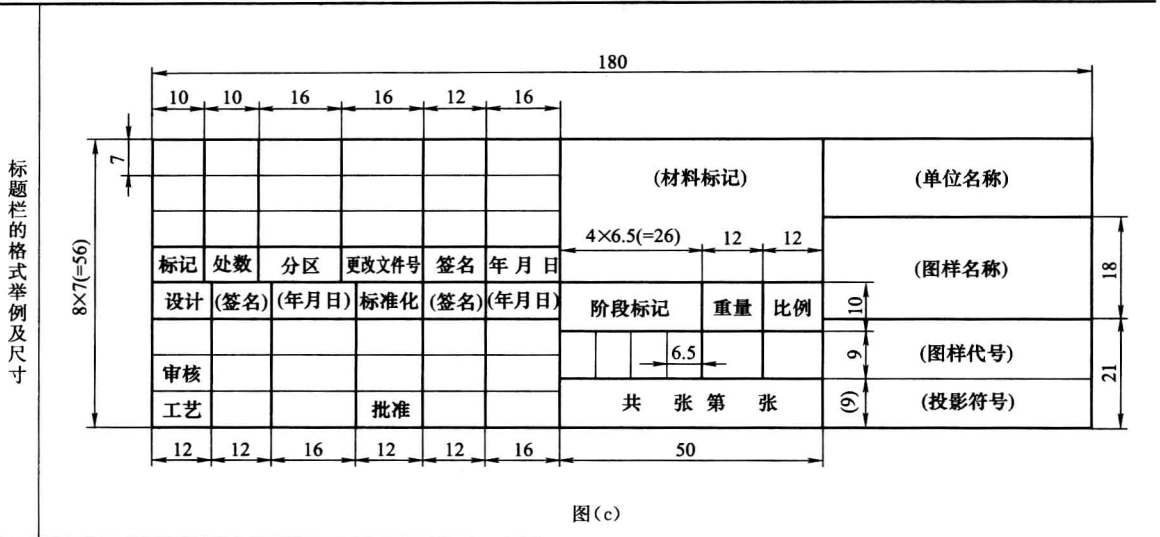 标题栏的格式举例及尺寸
180
10 10 16 16 12 16
7
8×7(=56)
(材料标记)
(单位名称)
4×6.5(=26) 12 12
标记 处数 分区 更改文件号 签名 年 月 日
(图样名称)
18
设计 (签名) (年月日) 标准化 (签名) (年月日)
阶段标记 重量 比例
10
6.5
9
(图样代号)
21
审核
工艺 批准
共 张 第 张
(9)
(投影符号)
12 12 16 12 12 16 50
图(c)